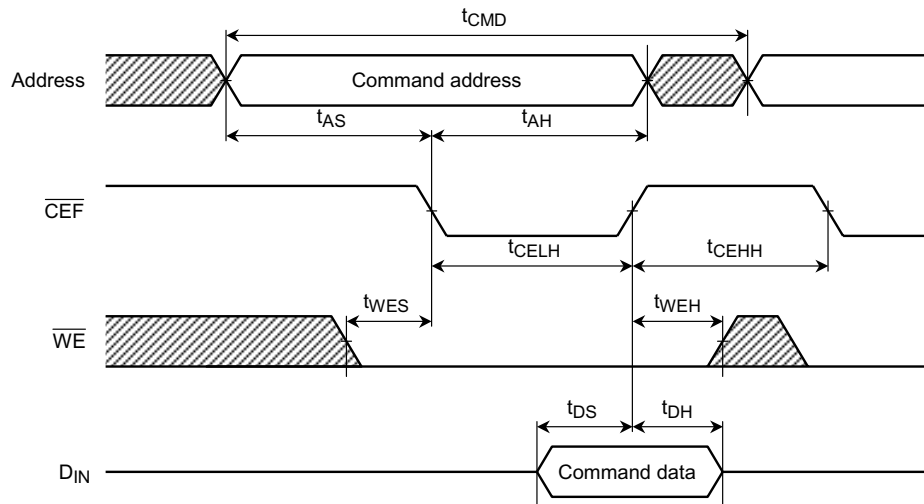 tCMD
Address
Command address
tAS
tAH
CEF
tCELH
tCEHH
tWES
tWEH
WE
tDS
tDH
DIN
Command data